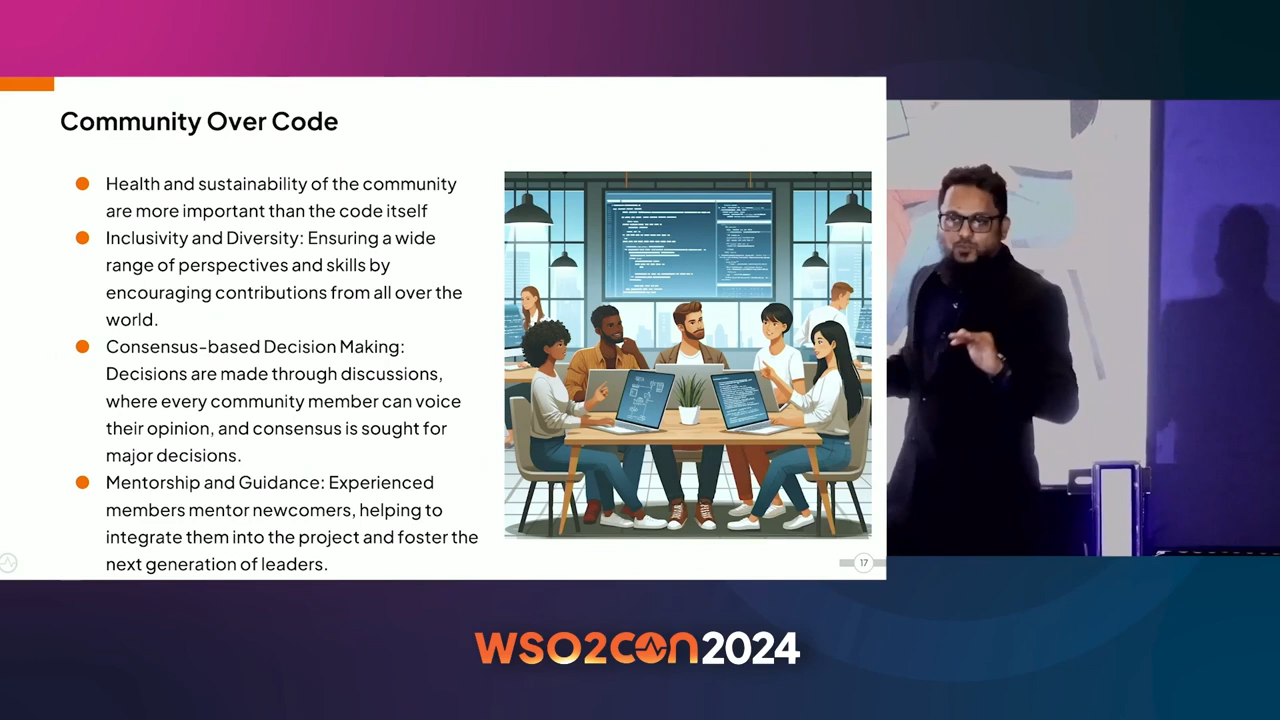 Community Over Code
Health and sustainability of the community
are more important than the code itself
Inclusivity and Diversity: Ensuring a wide
range of perspectives and skills by
encouraging contributions from all over the
world.
Consensus-based Decision Making:
Decisions are made through discussions,
where every community member can voice
their opinion, and consensus is sought for
major decisions.
Mentorship and Guidance: Experienced
members mentor newcomers, helping to
integrate them into the project and foster the
next generation of leaders.
17
WSO2CON2024